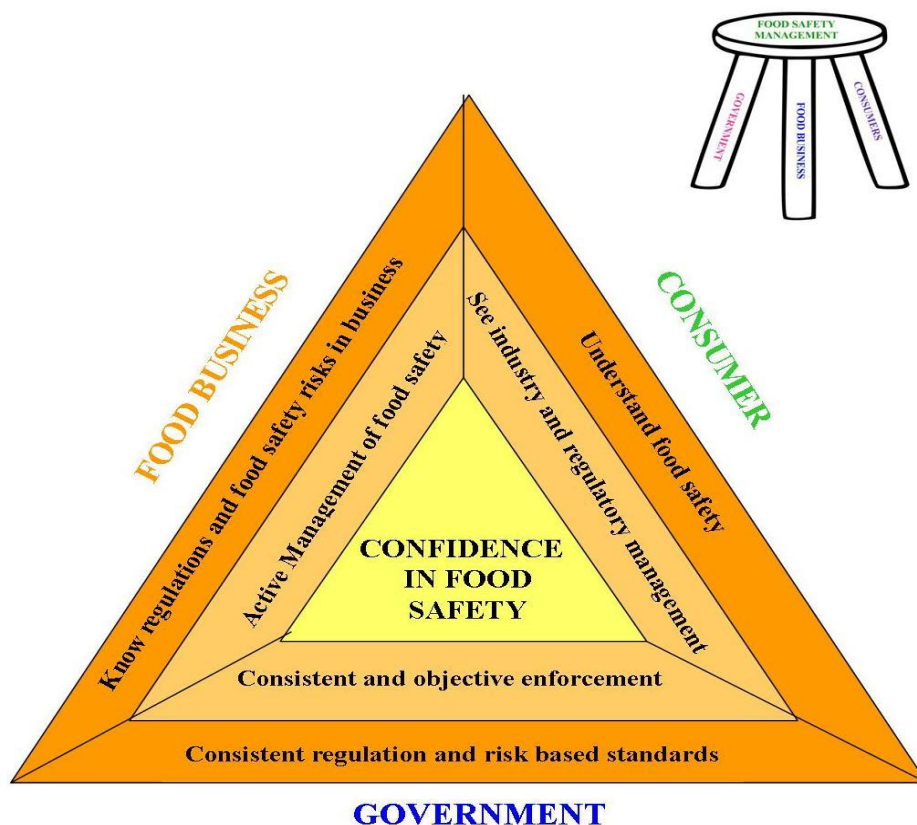 FOOD SAFETY
MANAGEMENT
GOVERNMENT
FOOD BUSINESS
CONSUMERS
FOOD BUSINESS
CONSUMER
Know regulations and food safety risks in business
Active Management of food safety
See industry and regulatory management
Understand food safety
CONFIDENCE
IN FOOD
SAFETY
Consistent and objective enforcement
Consistent regulation and risk based standards
GOVERNMENT